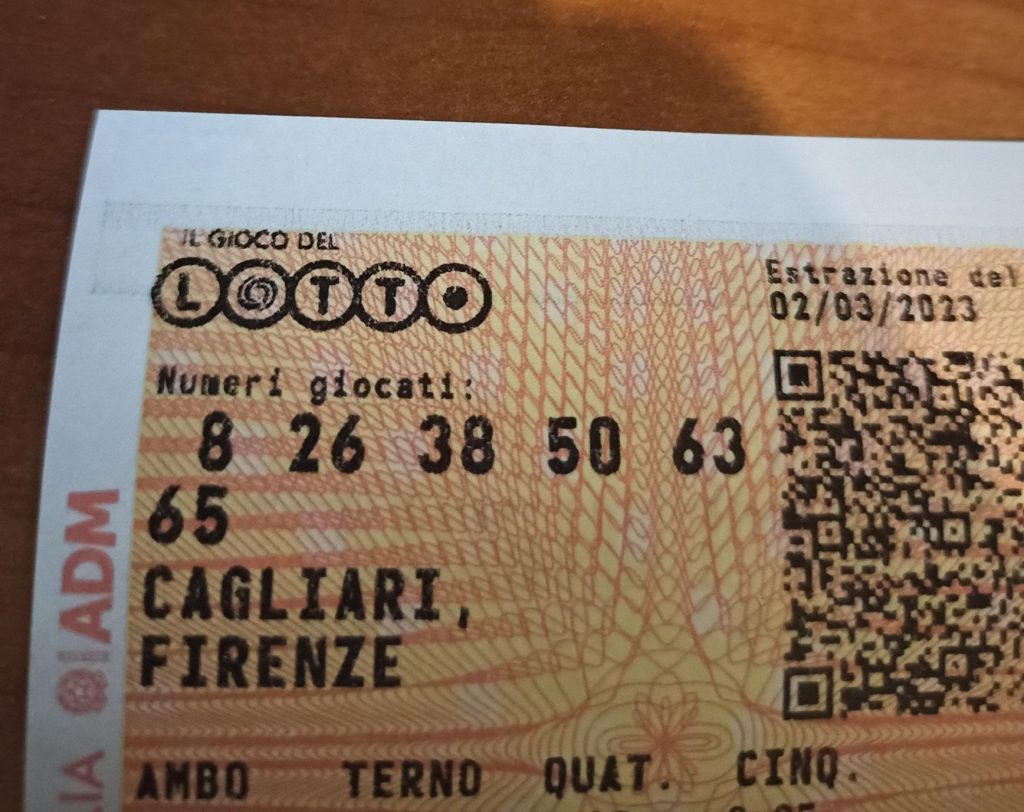 IL GIOCO DEL
LOTTO
Estrazione del
02/03/2023
Numeri giocati:
8 26 38 50 63
65
CAGLIARI,
FIRENZE
AMBO TERNO QUAT. CINQ.
ADM
LIA